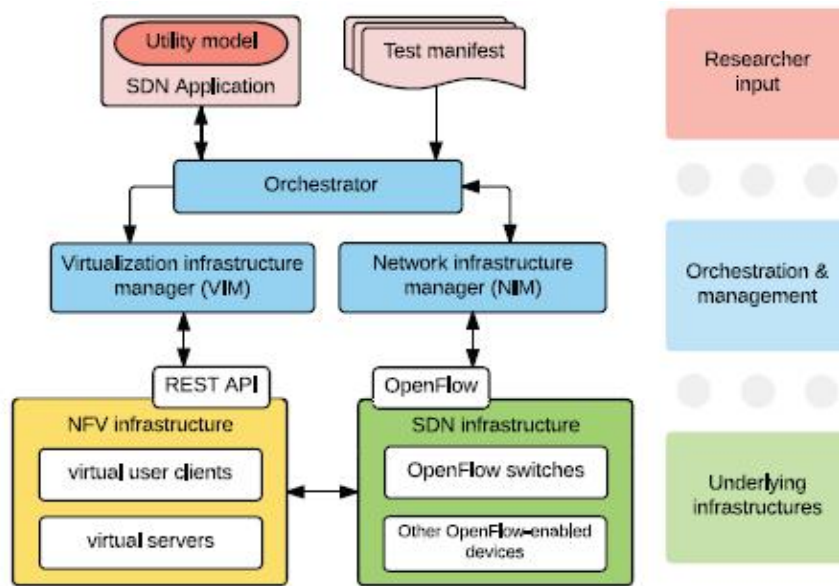 Utility model
SDN Application
Test manifest
Researcher
input
Orchestrator
Virtualization infrastructure
manager (VIM)
Network infrastructure
manager (NIM)
Orchestration &
management
REST API
OpenFlow
NFV infrastructure
virtual user clients
virtual servers
SDN infrastructure
OpenFlow switches
Other OpenFlow-enabled
devices
Underlying
infrastructures